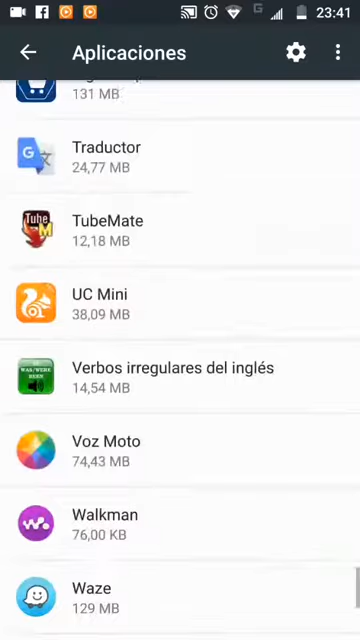 23:41
Aplicaciones
131 MB
Traductor
24,77 MB
TubeMate
12,18 MB
UC Mini
38,09 MB
Verbos irregulares del inglés
14,54 MB
Voz Moto
74,43 MB
Walkman
76,00 KB
Waze
129 MB